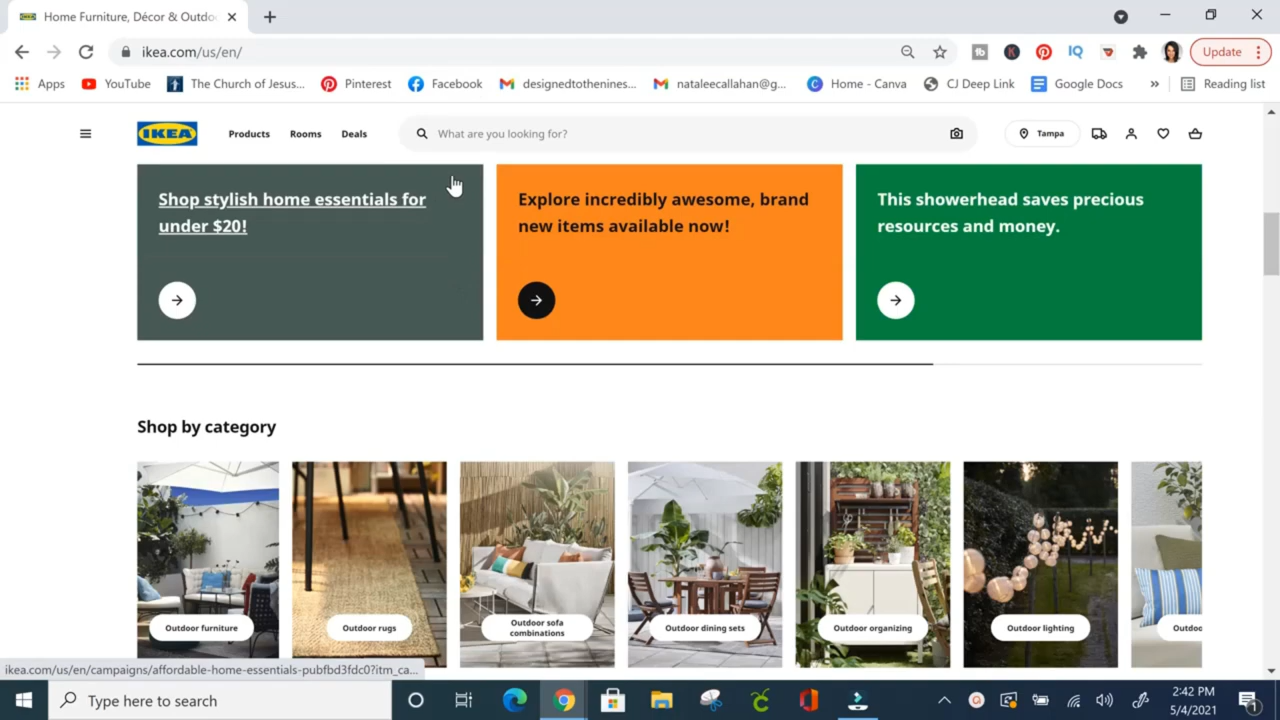 Home Furniture, Décor & Outdo
ikea.com/us/en/
Update
Apps
YouTube
The Church of Jesus...
Pinterest
Facebook
designedtothenines...
nataleecallahan@g...
Home - Canva
CJ Deep Link
Google Docs
»
Reading list
IKEA
Products
Rooms
Deals
What are you looking for?
Tampa
Shop stylish home essentials for
under $20!
Explore incredibly awesome, brand
new items available now!
This showerhead saves precious
resources and money.
Shop by category
Outdoor furniture
Outdoor rugs
Outdoor sofa
combinations
Outdoor dining sets
Outdoor organizing
Outdoor lighting
Outdoo
ikea.com/us/en/campaigns/affordable-home-essentials-pubfbd3fdc0?itm_ca...
Type here to search
2:42 PM
5/4/2021